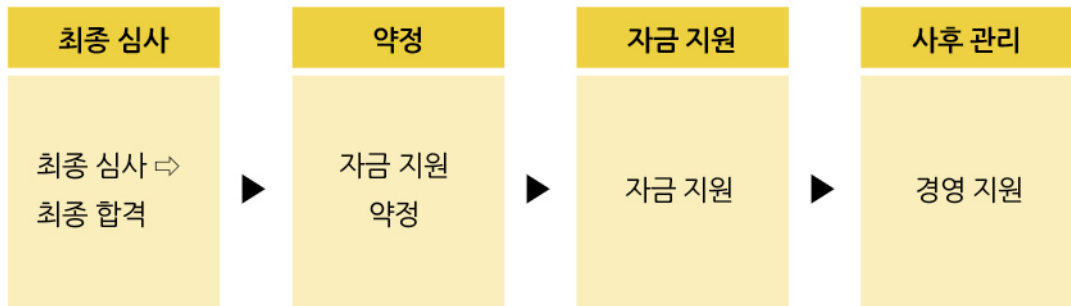 최종 심사
약정
자금 지원
사후 관리
최종 심사 ⇨
최종 합격
자금 지원
약정
자금 지원
경영 지원